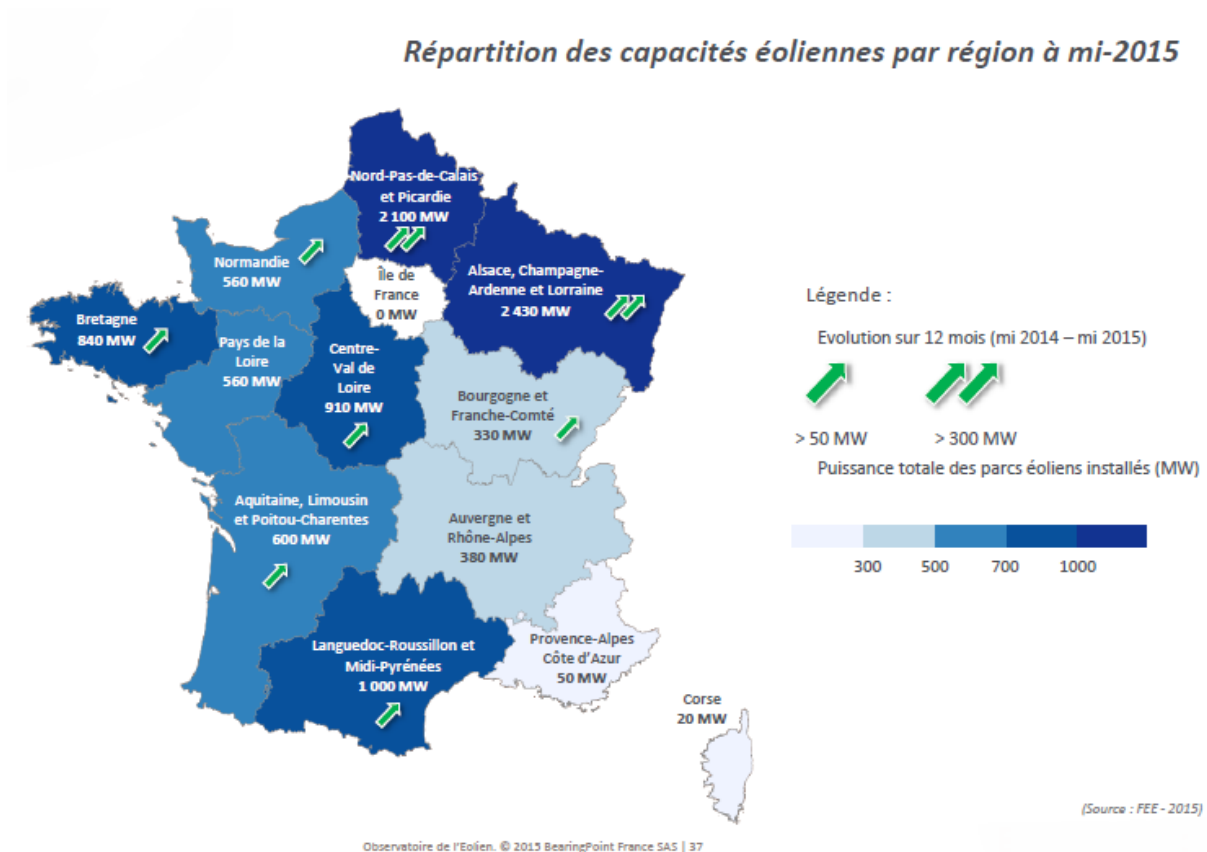 Répartition des capacités éoliennes par région à mi-2015
Nord-Pas-de-Calais
et Picardie
2 100 MW
Normandie
560 MW
Île de
France
0 MW
Alsace, Champagne-
Ardenne et Lorraine
2 430 MW
Bretagne
840 MW
Pays de la
Loire
560 MW
Centre-
Val de
Loire
910 MW
Bourgogne et
Franche-Comté
330 MW
Aquitaine, Limousin
et Poitou-Charentes
600 MW
Auvergne et
Rhône-Alpes
380 MW
Languedoc-Roussillon et
Midi-Pyrénées
1 000 MW
Provence-Alpes
Côte d'Azur
50 MW
Corse
20 MW
Légende :
Evolution sur 12 mois (mi 2014 – mi 2015)
> 50 MW > 300 MW
Puissance totale des parcs éoliens installés (MW)
300 500 700 1000
(Source : FEE - 2015)
Observatoire de l'Eolien. © 2015 BearingPoint France SAS | 37